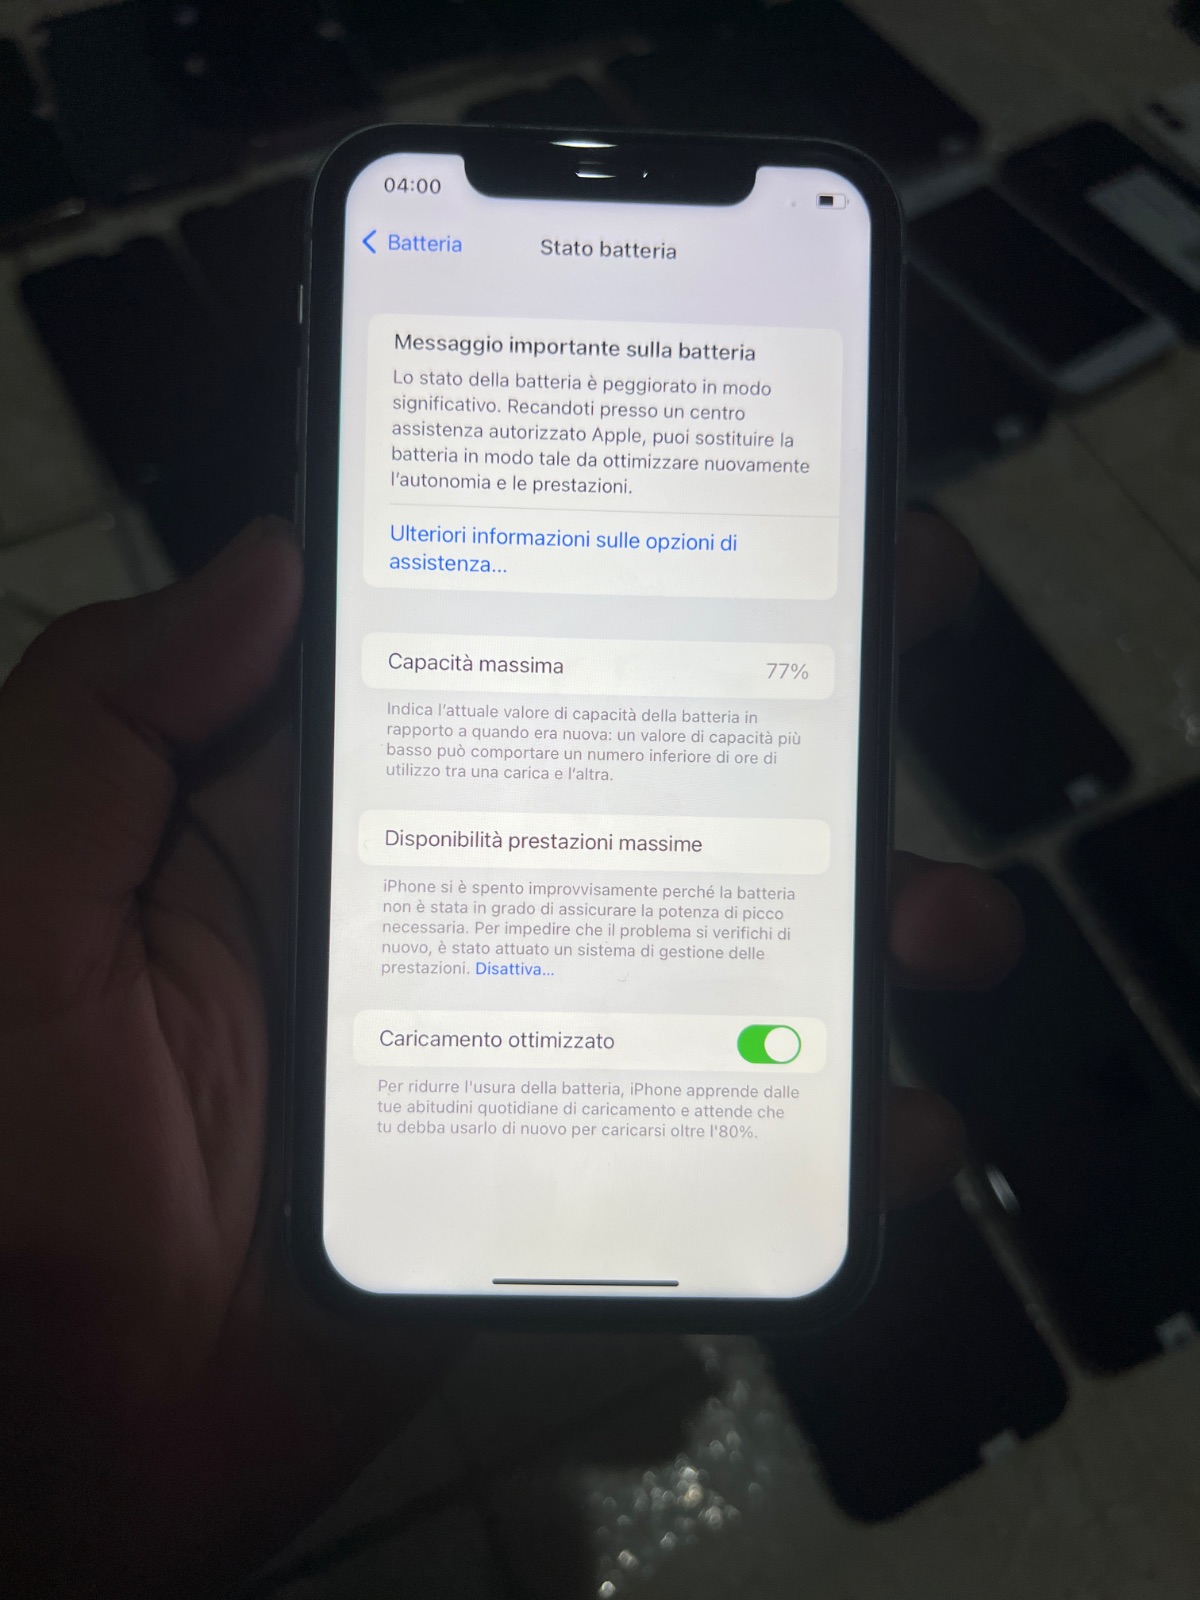 04:00
Batteria
Stato batteria
Messaggio importante sulla batteria
Lo stato della batteria è peggiorato in modo
significativo. Recandoti presso un centro
assistenza autorizzato Apple, puoi sostituire la
batteria in modo tale da ottimizzare nuovamente
l'autonomia e le prestazioni.
Ulteriori informazioni sulle opzioni di
assistenza...
Capacità massima 77%
Indica l'attuale valore di capacità della batteria in
rapporto a quando era nuova: un valore di capacità più
basso può comportare un numero inferiore di ore di
utilizzo tra una carica e l'altra.
Disponibilità prestazioni massime
iPhone si è spento improvvisamente perché la batteria
non è stata in grado di assicurare la potenza di picco
necessaria. Per impedire che il problema si verifichi di
nuovo, è stato attuato un sistema di gestione delle
prestazioni. Disattiva...
Caricamento ottimizzato
Per ridurre l'usura della batteria, iPhone apprende dalle
tue abitudini quotidiane di caricamento e attende che
tu debba usarlo di nuovo per caricarsi oltre l'80%.